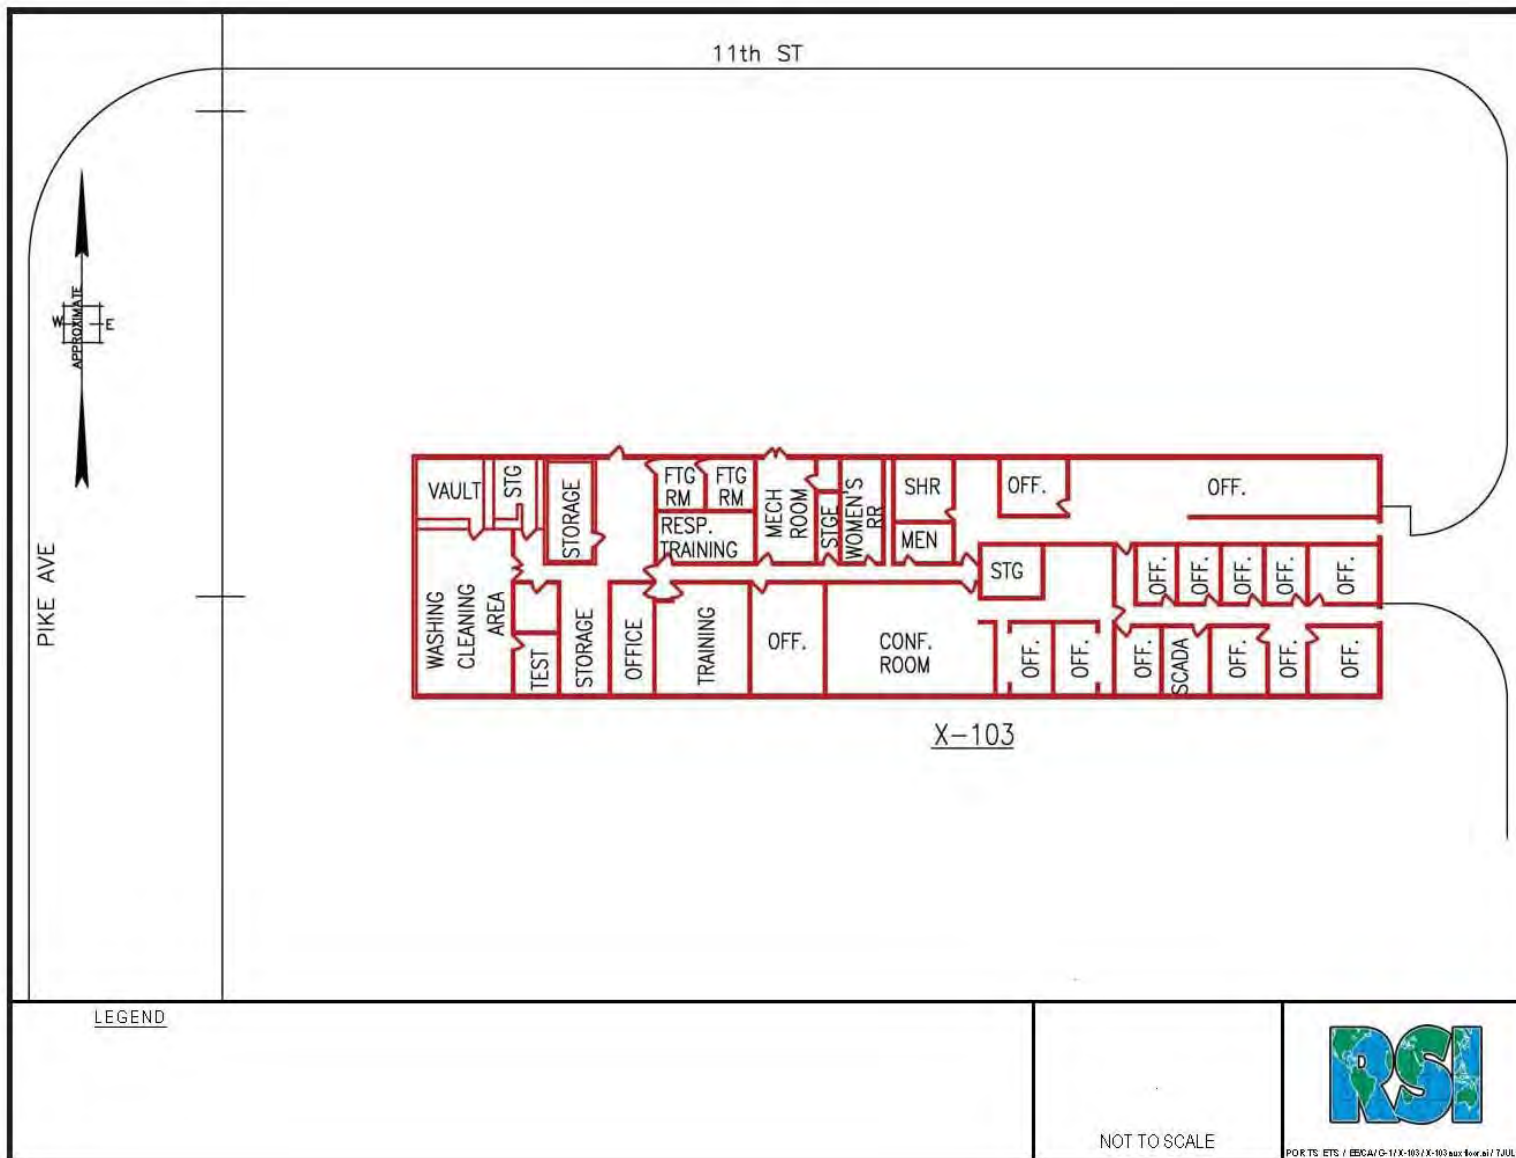 11th ST
W
E
APPROXIMATE
PIKE AVE
VAULT
STG
STORAGE
FTG
RM
FTG
RM
RESP.
TRAINING
MECH
ROOM
STGE
WOMEN'S
RR
SHR
MEN
OFF.
OFF.
STG
OFF.
OFF.
OFF.
OFF.
OFF.
WASHING
CLEANING
AREA
TEST
STORAGE
OFFICE
TRAINING
OFF.
CONF.
ROOM
OFF.
OFF.
OFF.
SCADA
OFF.
OFF.
OFF.
X-103
LEGEND
NOT TO SCALE
RSI